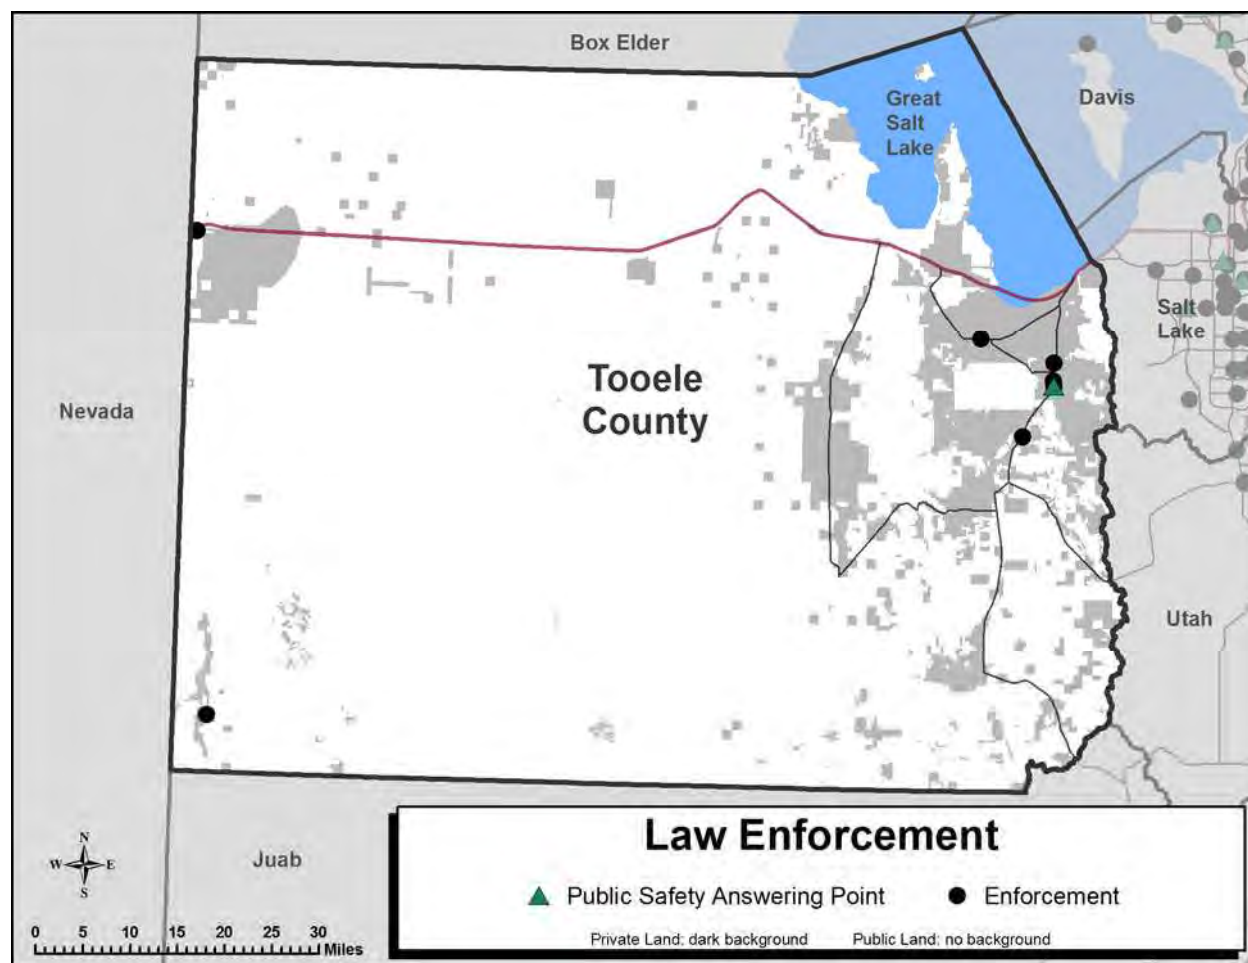 Box Elder
Great
Salt
Lake
Davis
Salt
Lake
Tooele
County
Nevada
Utah
Juab
N
W E
S
0 5 10 15 20 25 30
Miles
Law Enforcement
Public Safety Answering Point Enforcement
Private Land: dark background Public Land: no background